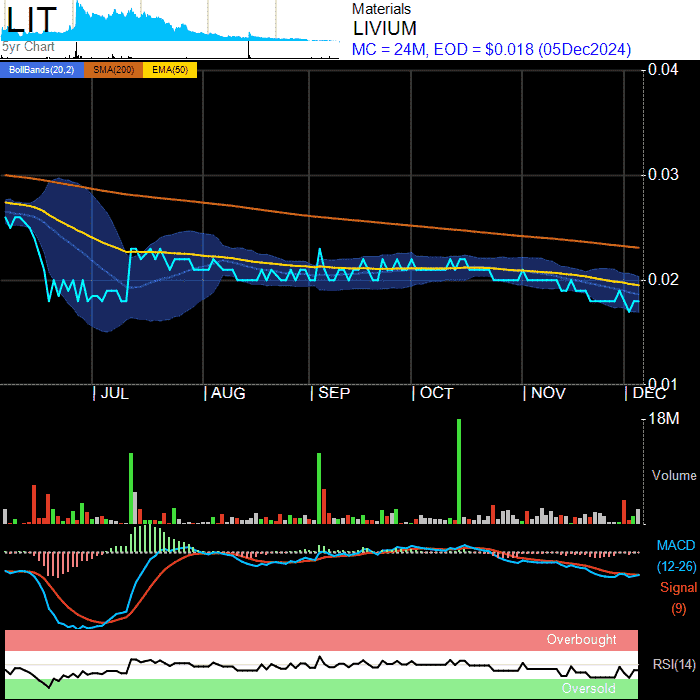 LIT
5yr Chart
Materials
LIVIUM
MC = 24M, EOD = $0.018 (05Dec2024)
BollBands(20,2) SMA(200) EMA(50)
0.04
0.03
0.02
0.01
| JUL | AUG | SEP | OCT | NOV | DEC
18M
Volume
MACD
(12-26)
Signal
(9)
Overbought
RSI(14)
Oversold